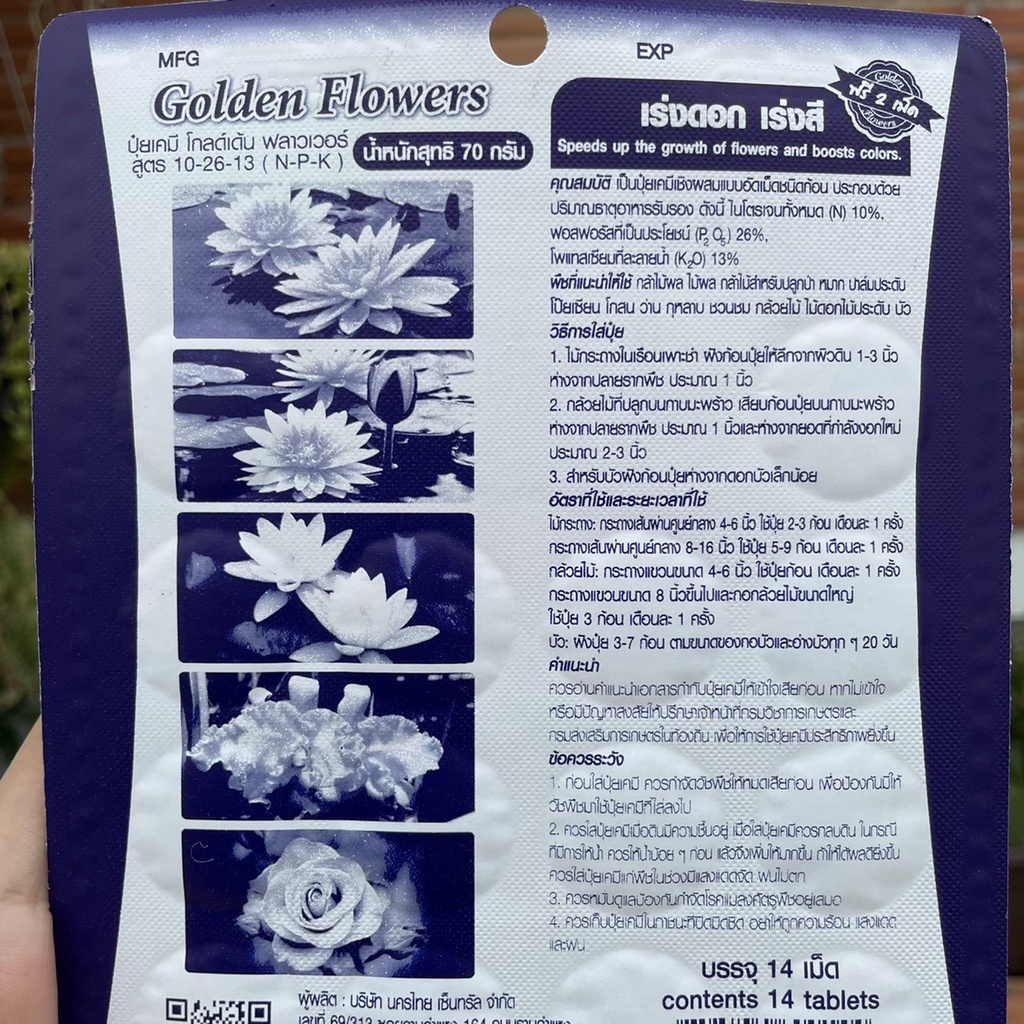 MFG
EXP
Golden Flowers
ปุ๋ยเคมี โกลด์เด้น ฟลาวเวอร์
สูตร 10-26-13 ( N-P-K )
น้ำหนักสุทธิ 70 กรัม
เร่งดอก เร่งสี
Golden
ฟรี 2 เม็ด
Flowers
Speeds up the growth of flowers and boosts colors.
คุณสมบัติ เป็นปุ๋ยเคมีเชิงผสมแบบอัดเม็ดชนิดก้อน ประกอบด้วย
ปริมาณธาตุอาหารรับรอง ดังนี้ ไนโตรเจนทั้งหมด (N) 10%,
ฟอสฟอรัสที่เป็นประโยชน์ (P₂O₅) 26%,
โพแทสเซียมที่ละลายน้ำ (K₂O) 13%
พืชที่แนะนำให้ใช้ กล้าไม้ผล ไม้ผล กล้าไม้สำหรับปลูกป่า หมาก ปาล์มประดับ
โป๊ยเซียน โกสน ว่าน กุหลาบ ชวนชม กล้วยไม้ ไม้ดอกไม้ประดับ บัว
วิธีการใส่ปุ๋ย
1. ไม้กระถางในเรือนเพาะชำ ฝังก้อนปุ๋ยให้ลึกจากผิวดิน 1-3 นิ้ว
ห่างจากปลายรากพืช ประมาณ 1 นิ้ว
2. กล้วยไม้ที่ปลูกบนกาบมะพร้าว เสียบก้อนปุ๋ยบนกาบมะพร้าว
ห่างจากปลายรากพืช ประมาณ 1 นิ้วและห่างจากยอดที่กำลังงอกใหม่
ประมาณ 2-3 นิ้ว
3. สำหรับบัวฝังก้อนปุ๋ยห่างจากดอกบัวเล็กน้อย
อัตราที่ใช้และระยะเวลาที่ใช้
ไม้กระถาง: กระถางเส้นผ่านศูนย์กลาง 4-6 นิ้ว ใช้ปุ๋ย 2-3 ก้อน เดือนละ 1 ครั้ง
กระถางเส้นผ่านศูนย์กลาง 8-16 นิ้ว ใช้ปุ๋ย 5-9 ก้อน เดือนละ 1 ครั้ง
กล้วยไม้: กระถางแขวนขนาด 4-6 นิ้ว ใช้ปุ๋ยก้อน เดือนละ 1 ครั้ง
กระถางแขวนขนาด 8 นิ้วขึ้นไปและกอกล้วยไม้ขนาดใหญ่
ใช้ปุ๋ย 3 ก้อน เดือนละ 1 ครั้ง
บัว: ฝังปุ๋ย 3-7 ก้อน ตามขนาดของกอบัวและอ่างบัวทุก ๆ 20 วัน
คำแนะนำ
ควรอ่านคำแนะนำเอกสารกำกับปุ๋ยเคมีให้เข้าใจเสียก่อน หากไม่เข้าใจ
หรือมีปัญหาสงสัยให้ปรึกษาเจ้าหน้าที่กรมวิชาการเกษตรและ
กรมส่งเสริมการเกษตรในท้องถิ่น เพื่อให้การใช้ปุ๋ยเคมีประสิทธิภาพยิ่งขึ้น
ข้อควรระวัง
1. ก่อนใส่ปุ๋ยเคมี ควรกำจัดวัชพืชให้หมดเสียก่อน เพื่อป้องกันมิให้
วัชพืชมาใช้ปุ๋ยเคมีที่ใส่ลงไป
2. ควรใส่ปุ๋ยเคมีเมื่อดินมีความชื้นอยู่ เมื่อใส่ปุ๋ยเคมีควรกลบดิน ในกรณี
ที่มีการให้น้ำ ควรให้น้ำน้อย ๆ ก่อน แล้วจึงเพิ่มให้มากขึ้น ถ้าให้ได้ผลดียิ่งขึ้น
ควรใส่ปุ๋ยเคมีแก่พืชในช่วงมีแสงแดดจัด ฝนไม่ตก
3. ควรหมั่นดูแลป้องกันกำจัดโรคแมลงศัตรูพืชอยู่เสมอ
4. ควรเก็บปุ๋ยเคมีในภาชนะที่ปิดมิดชิด อย่าให้ถูกความร้อน แสงแดด
และฝน
บรรจุ 14 เม็ด
contents 14 tablets
ผู้ผลิต : บริษัท นครไทย เซ็นทรัล จำกัด
เลขที่ 69/313